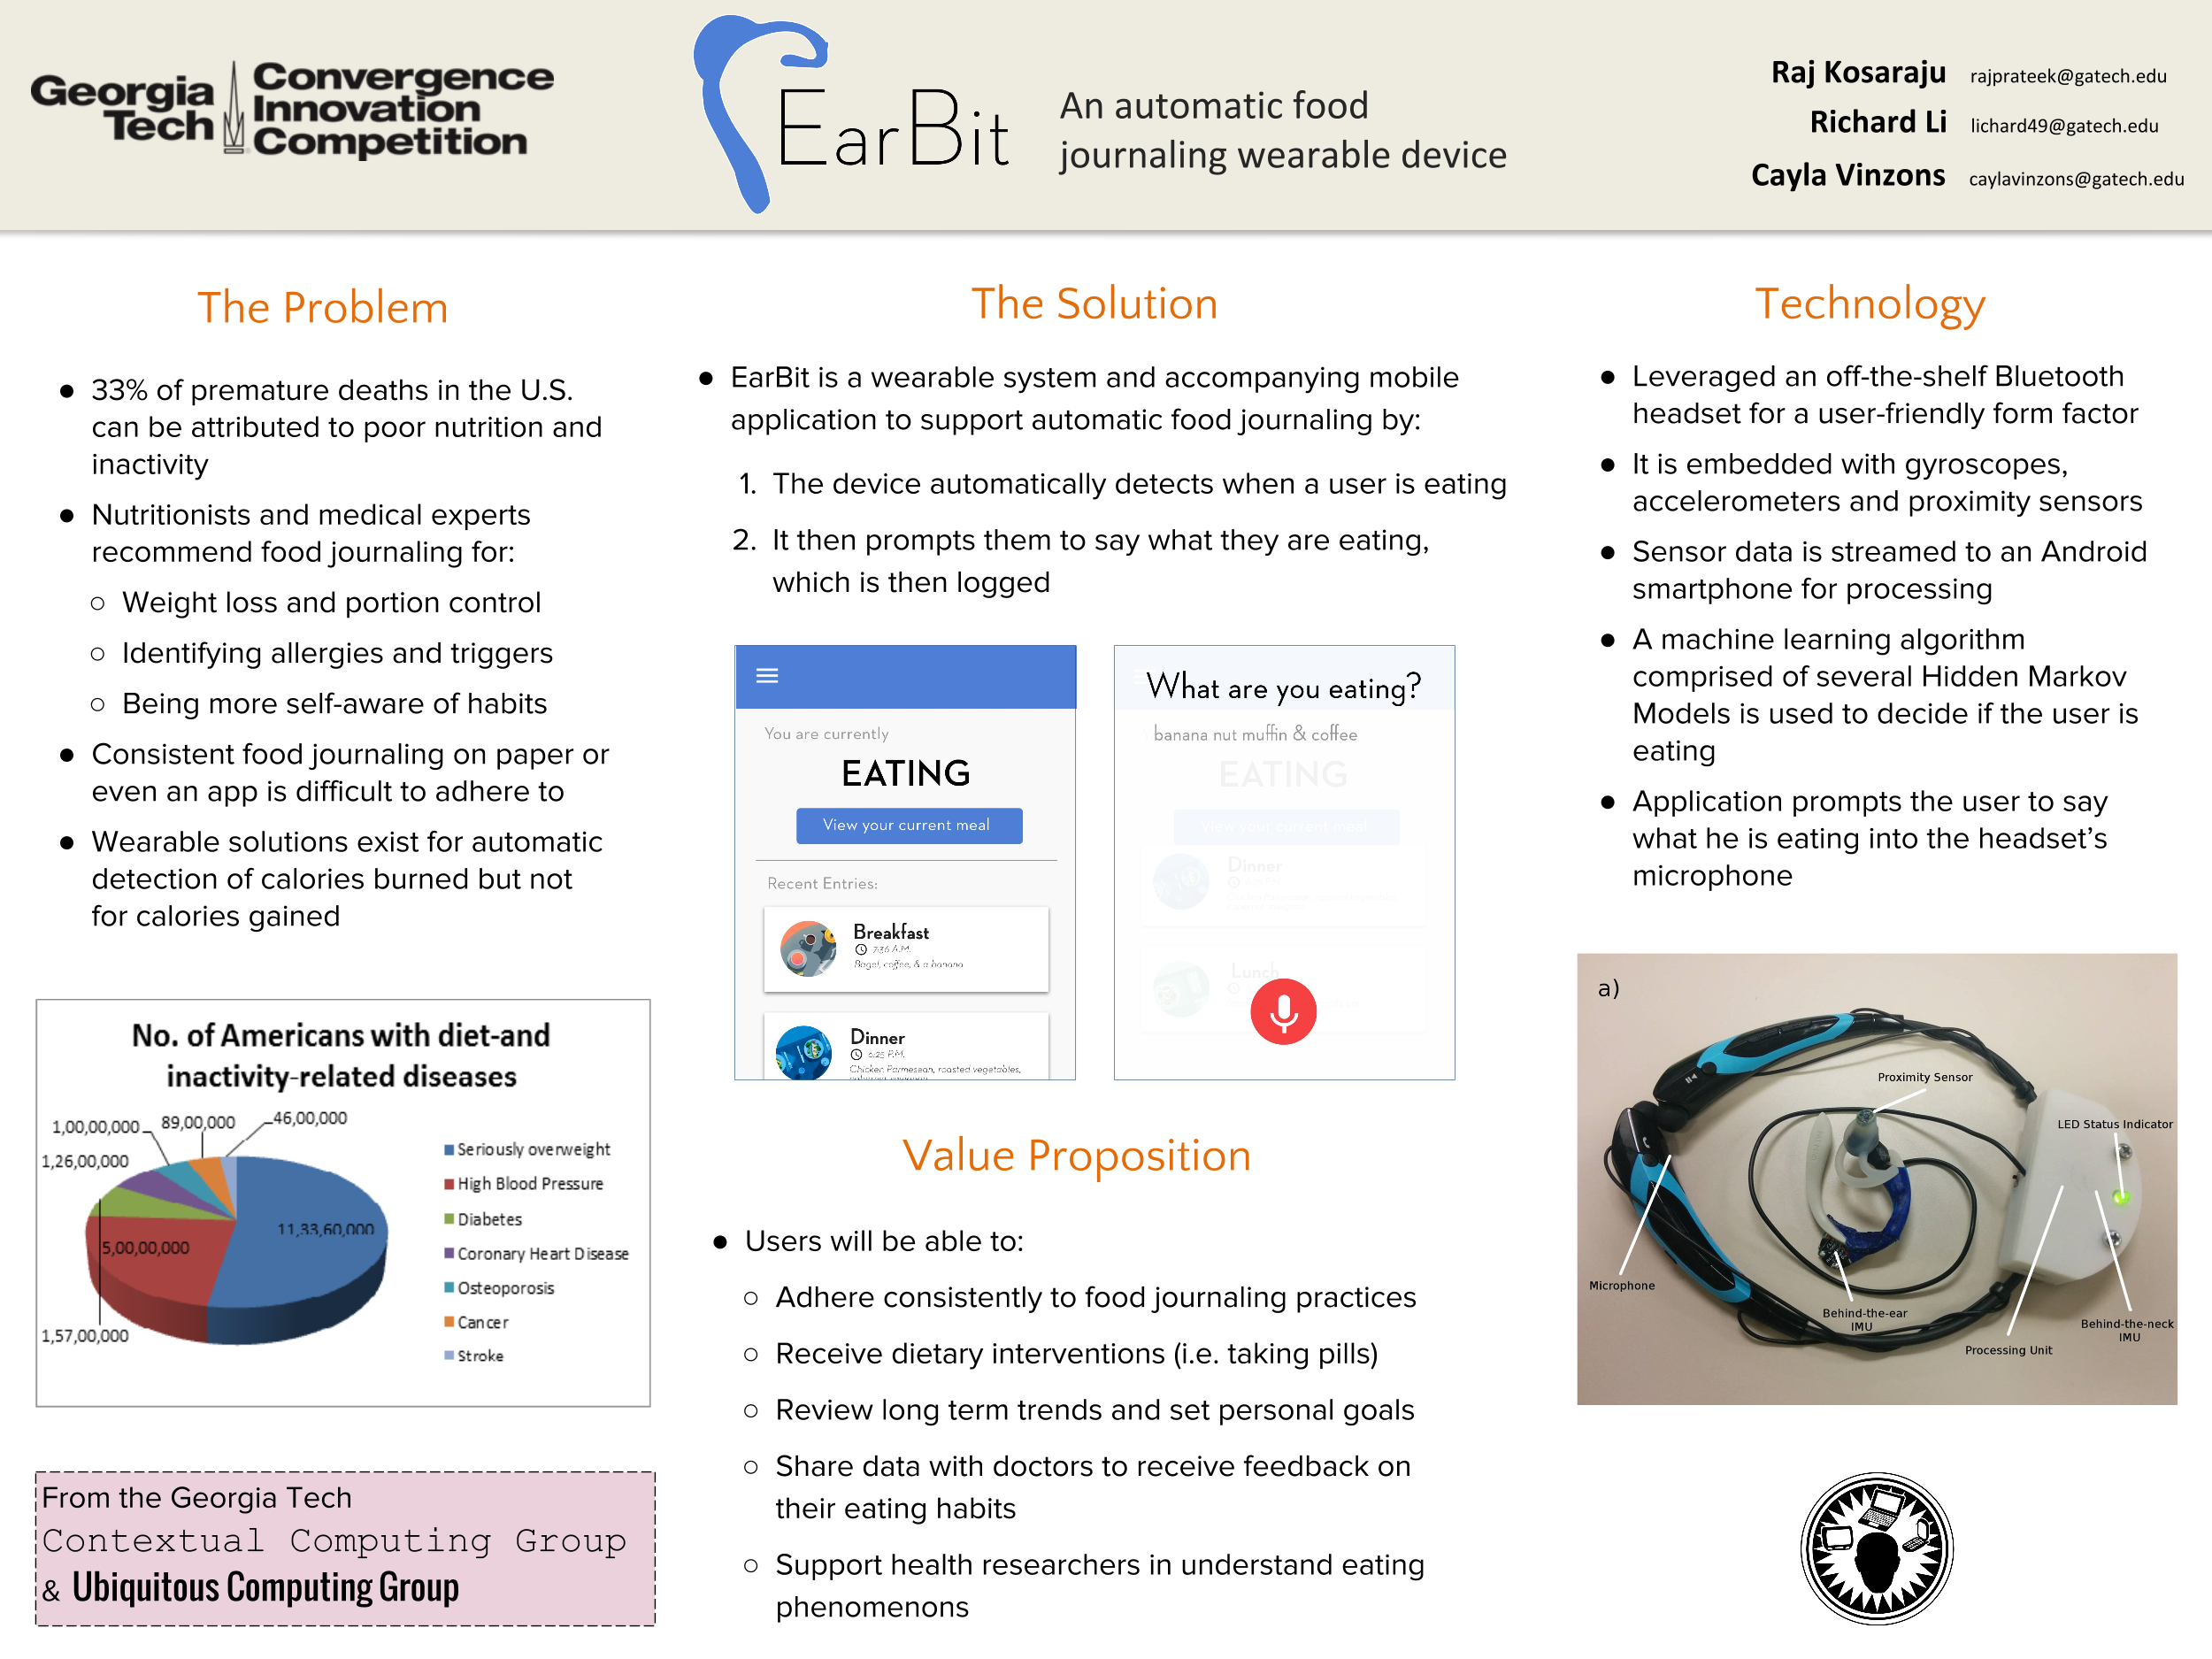 Georgia Tech
Convergence
Innovation
Competition
EarBit
An automatic food
journaling wearable device
Raj Kosaraju rajprateek@gatech.edu
Richard Li lichard49@gatech.edu
Cayla Vinzons caylavinzons@gatech.edu
The Problem
● 33% of premature deaths in the U.S.
can be attributed to poor nutrition and
inactivity
● Nutritionists and medical experts
recommend food journaling for:
○ Weight loss and portion control
○ Identifying allergies and triggers
○ Being more self-aware of habits
● Consistent food journaling on paper or
even an app is difficult to adhere to
● Wearable solutions exist for automatic
detection of calories burned but not
for calories gained
No. of Americans with diet-and
inactivity-related diseases
1,00,00,000
89,00,000
46,00,000
1,26,00,000
11,33,60,000
5,00,00,000
1,57,00,000
Seriously overweight
High Blood Pressure
Diabetes
Coronary Heart Disease
Osteoporosis
Cancer
Stroke
From the Georgia Tech
Contextual Computing Group
& Ubiquitous Computing Group
The Solution
● EarBit is a wearable system and accompanying mobile
application to support automatic food journaling by:
1. The device automatically detects when a user is eating
2. It then prompts them to say what they are eating,
which is then logged
You are currently
EATING
View your current meal
Recent Entries:
Breakfast
7:36 A.M.
Bagel, coffee, & a banana
Dinner
6:25 P.M.
Chicken Parmesean, roasted vegetables,
What are you eating?
banana nut muffin & coffee
EATING
View your current meal
Dinner
Lunch
Value Proposition
● Users will be able to:
○ Adhere consistently to food journaling practices
○ Receive dietary interventions (i.e. taking pills)
○ Review long term trends and set personal goals
○ Share data with doctors to receive feedback on
their eating habits
○ Support health researchers in understand eating
phenomenons
Technology
● Leveraged an off-the-shelf Bluetooth
headset for a user-friendly form factor
● It is embedded with gyroscopes,
accelerometers and proximity sensors
● Sensor data is streamed to an Android
smartphone for processing
● A machine learning algorithm
comprised of several Hidden Markov
Models is used to decide if the user is
eating
● Application prompts the user to say
what he is eating into the headset's
microphone
a)
Proximity Sensor
LED Status Indicator
Microphone
Behind-the-ear
IMU
Behind-the-neck
IMU
Processing Unit